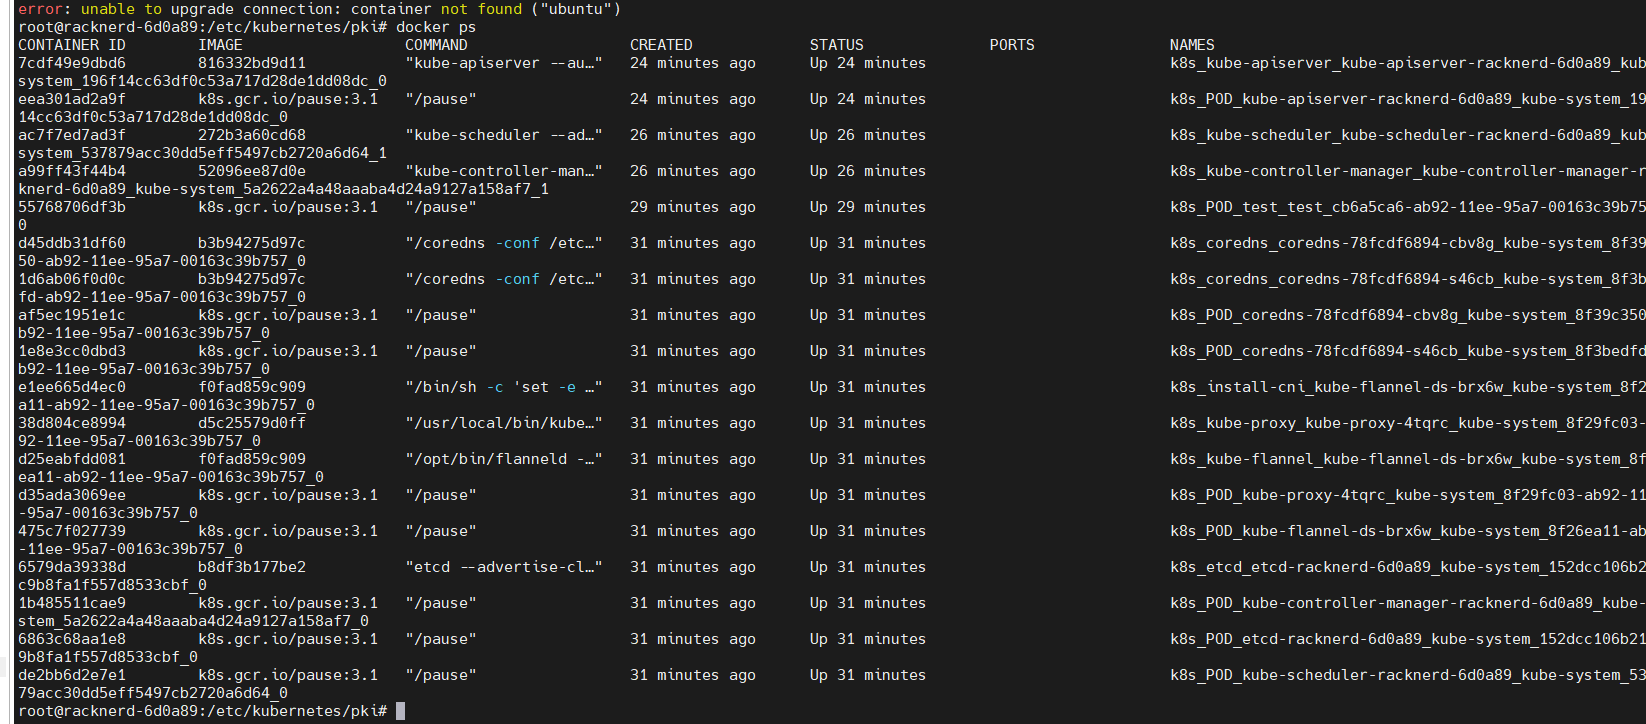 error: unable to upgrade connection: container not found ("ubuntu")
root@racknerd-6d0a89:/etc/kubernetes/pki# docker ps
CONTAINER ID        IMAGE                  COMMAND                  CREATED             STATUS              PORTS               NAMES
7cdf49e9dbd6        816332bd9d11           "kube-apiserver --au…"   24 minutes ago      Up 24 minutes                           k8s_kube-apiserver_kube-apiserver-racknerd-6d0a89_kub
system_196f14cc63df0c53a717d28de1dd08dc_0
eea301ad2a9f        k8s.gcr.io/pause:3.1   "/pause"                 24 minutes ago      Up 24 minutes                           k8s_POD_kube-apiserver-racknerd-6d0a89_kube-system_19
14cc63df0c53a717d28de1dd08dc_0
ac7f7ed7ad3f        272b3a60cd68           "kube-scheduler --ad…"   26 minutes ago      Up 26 minutes                           k8s_kube-scheduler_kube-scheduler-racknerd-6d0a89_kub
system_537879acc30dd5eff5497cb2720a6d64_1
a99ff43f44b4        52096ee87d0e           "kube-controller-man…"   26 minutes ago      Up 26 minutes                           k8s_kube-controller-manager_kube-controller-manager-r
knerd-6d0a89_kube-system_5a2622a4a48aaaba4d24a9127a158af7_1
55768706df3b        k8s.gcr.io/pause:3.1   "/pause"                 29 minutes ago      Up 29 minutes                           k8s_POD_test_test_cb6a5ca6-ab92-11ee-95a7-00163c39b75
0
d45ddb31df60        b3b94275d97c           "/coredns -conf /etc…"   31 minutes ago      Up 31 minutes                           k8s_coredns_coredns-78fcdf6894-cbv8g_kube-system_8f39
50-ab92-11ee-95a7-00163c39b757_0
1d6ab06f0d0c        b3b94275d97c           "/coredns -conf /etc…"   31 minutes ago      Up 31 minutes                           k8s_coredns_coredns-78fcdf6894-s46cb_kube-system_8f3b
fd-ab92-11ee-95a7-00163c39b757_0
af5ec1951e1c        k8s.gcr.io/pause:3.1   "/pause"                 31 minutes ago      Up 31 minutes                           k8s_POD_coredns-78fcdf6894-cbv8g_kube-system_8f39c350
b92-11ee-95a7-00163c39b757_0
1e8e3cc0dbd3        k8s.gcr.io/pause:3.1   "/pause"                 31 minutes ago      Up 31 minutes                           k8s_POD_coredns-78fcdf6894-s46cb_kube-system_8f3bedfd
b92-11ee-95a7-00163c39b757_0
e1ee665d4ec0        f0fad859c909           "/bin/sh -c 'set -e …"   31 minutes ago      Up 31 minutes                           k8s_install-cni_kube-flannel-ds-brx6w_kube-system_8f2
a11-ab92-11ee-95a7-00163c39b757_0
38d804ce8994        d5c25579d0ff           "/usr/local/bin/kube…"   31 minutes ago      Up 31 minutes                           k8s_kube-proxy_kube-proxy-4tqrc_kube-system_8f29fc03-
92-11ee-95a7-00163c39b757_0
d25eabfdd081        f0fad859c909           "/opt/bin/flanneld -…"   31 minutes ago      Up 31 minutes                           k8s_kube-flannel_kube-flannel-ds-brx6w_kube-system_8f
ea11-ab92-11ee-95a7-00163c39b757_0
d35ada3069ee        k8s.gcr.io/pause:3.1   "/pause"                 31 minutes ago      Up 31 minutes                           k8s_POD_kube-proxy-4tqrc_kube-system_8f29fc03-ab92-11
-95a7-00163c39b757_0
475c7f027739        k8s.gcr.io/pause:3.1   "/pause"                 31 minutes ago      Up 31 minutes                           k8s_POD_kube-flannel-ds-brx6w_kube-system_8f26ea11-ab
-11ee-95a7-00163c39b757_0
6579da39338d        b8df3b177be2           "etcd --advertise-cl…"   31 minutes ago      Up 31 minutes                           k8s_etcd_etcd-racknerd-6d0a89_kube-system_152dcc106b2
c9b8fa1f557d8533cbf_0
1b485511cae9        k8s.gcr.io/pause:3.1   "/pause"                 31 minutes ago      Up 31 minutes                           k8s_POD_kube-controller-manager-racknerd-6d0a89_kube-
stem_5a2622a4a48aaaba4d24a9127a158af7_0
6863c68aa1e8        k8s.gcr.io/pause:3.1   "/pause"                 31 minutes ago      Up 31 minutes                           k8s_POD_etcd-racknerd-6d0a89_kube-system_152dcc106b21
9b8fa1f557d8533cbf_0
de2bb6d2e7e1        k8s.gcr.io/pause:3.1   "/pause"                 31 minutes ago      Up 31 minutes                           k8s_POD_kube-scheduler-racknerd-6d0a89_kube-system_53
79acc30dd5eff5497cb2720a6d64_0
root@racknerd-6d0a89:/etc/kubernetes/pki#